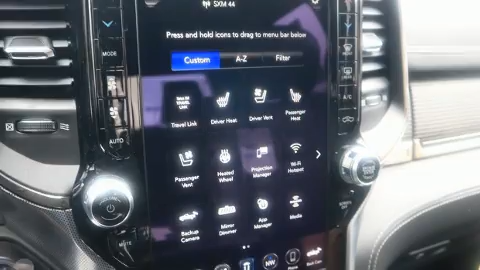 SXM 44
Press and hold icons to drag to menu bar below
Custom A-Z Filter
Travel Link Driver Heat Driver Vent Passenger Heat
Passenger Vent Heated Wheel Projection Manager Wi-Fi Hotspot
Backup Camera Mirror Dimmer App Manager Media
MODE
AUTO
MUTE
A/C